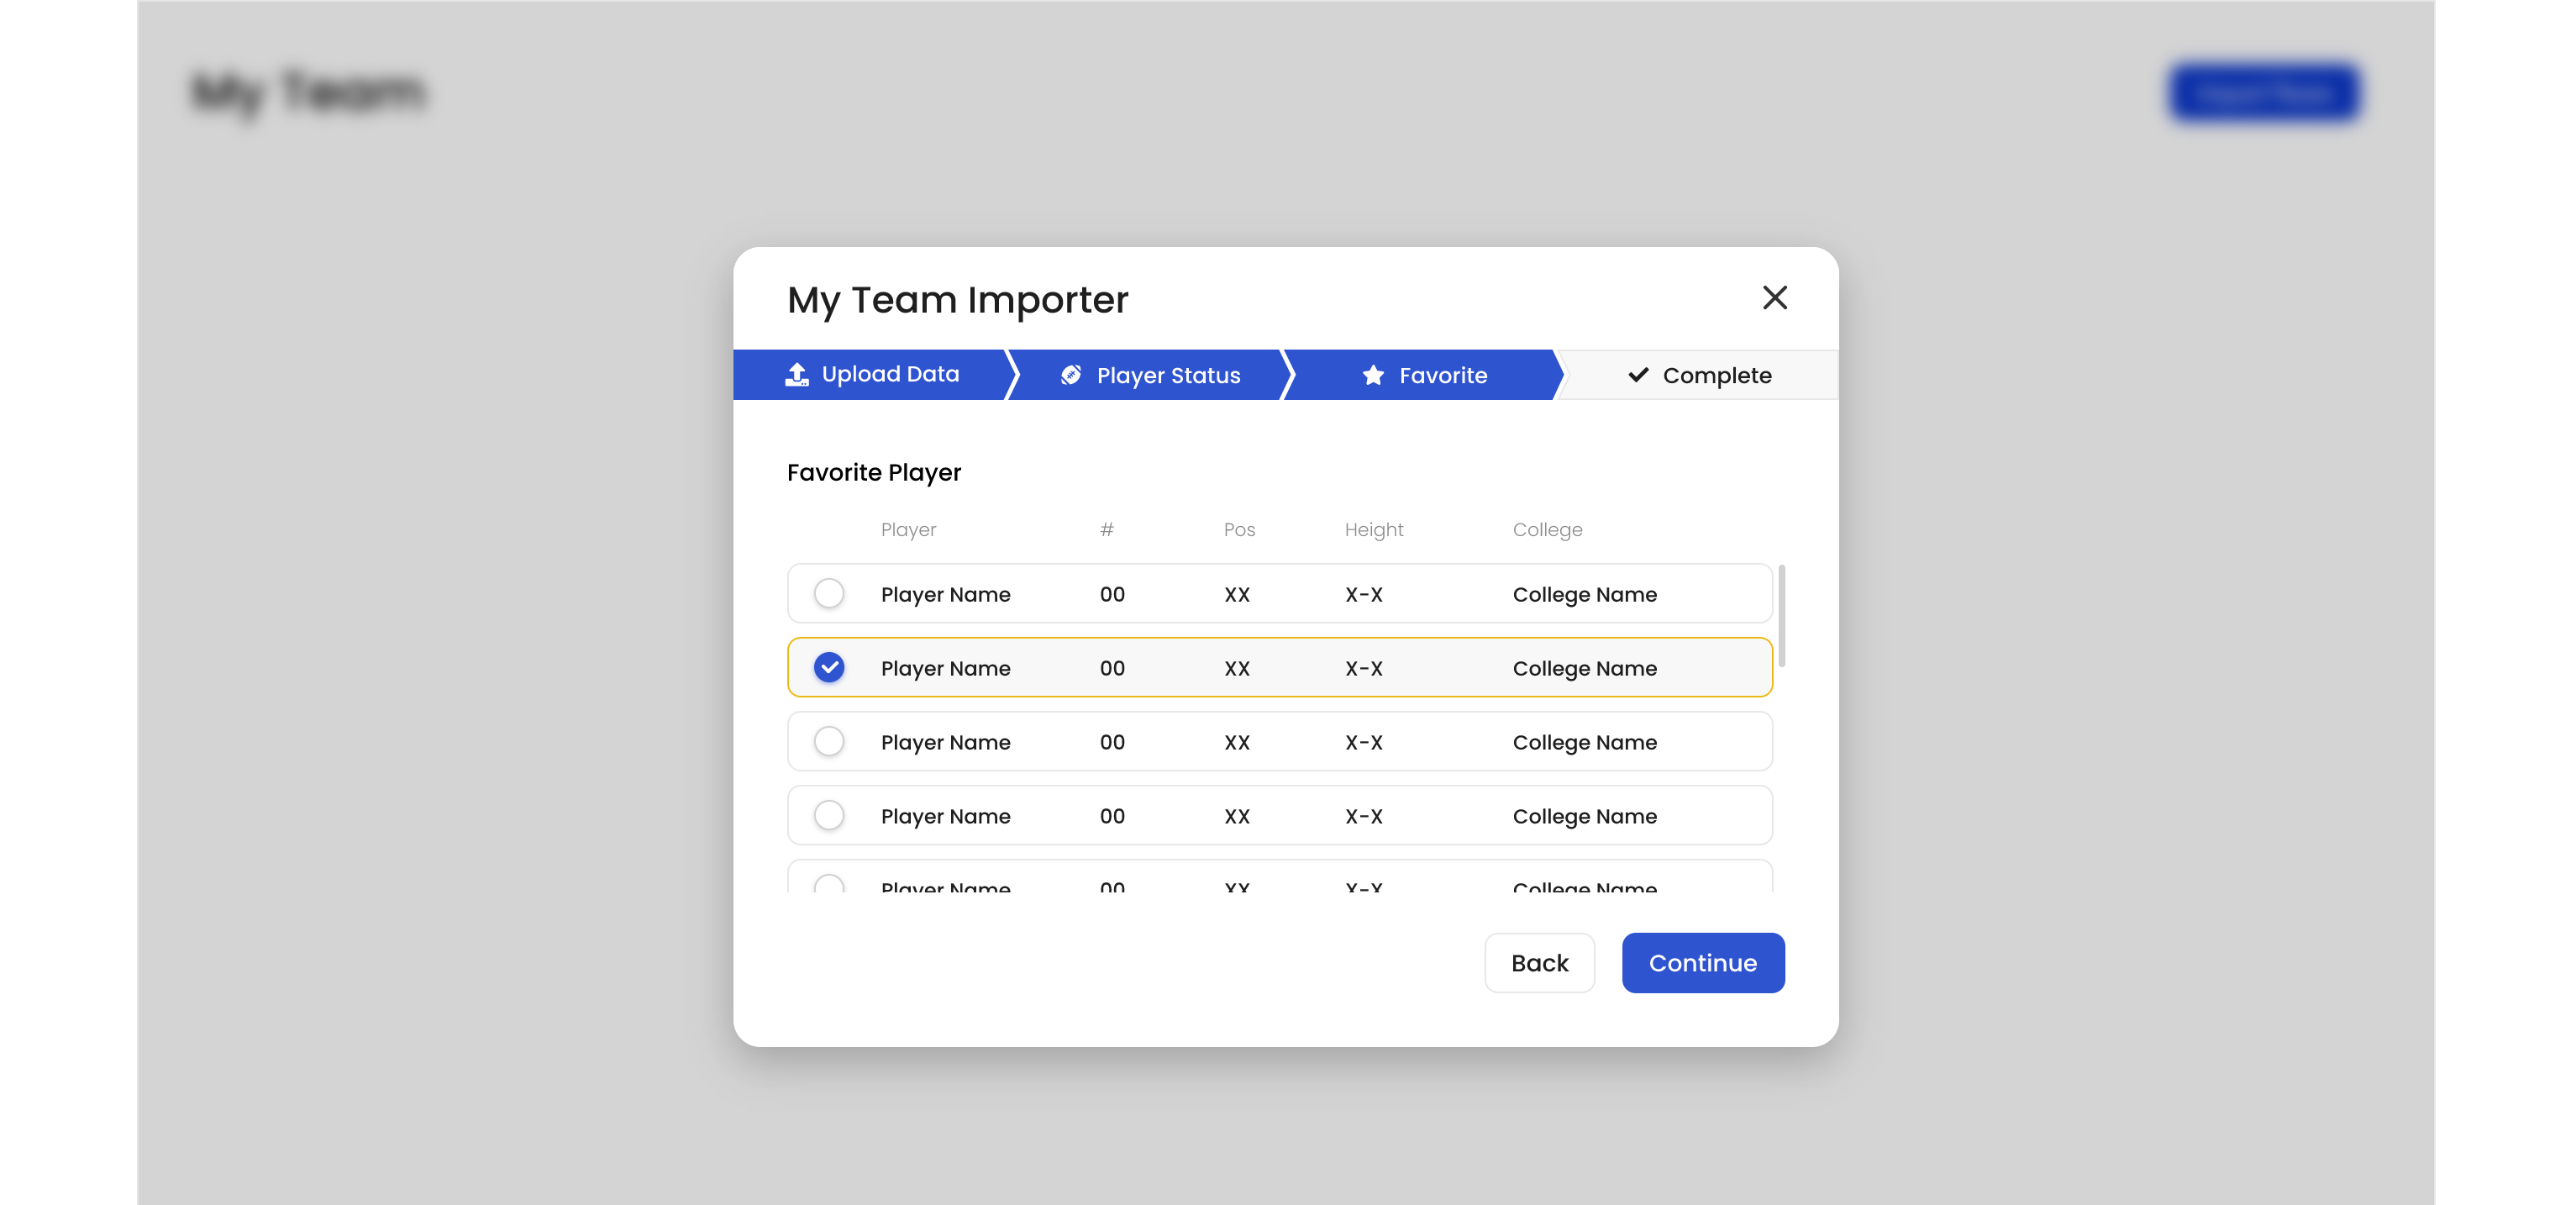 My Team
Import Team
My Team Importer
Upload Data
Player Status
Favorite
Complete
Favorite Player
Player # Pos Height College
Player Name 00 XX X-X College Name
Player Name 00 XX X-X College Name
Player Name 00 XX X-X College Name
Player Name 00 XX X-X College Name
Player Name 00 XX X-X College Name
Back
Continue